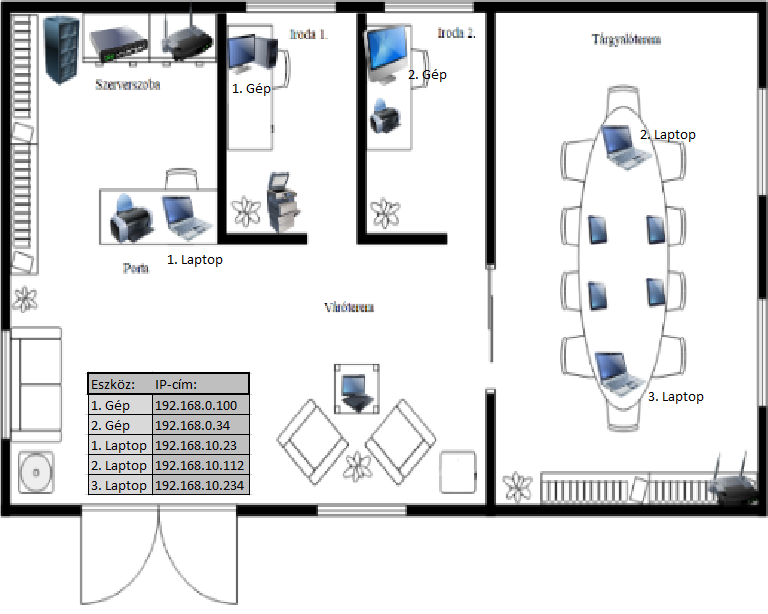 Iroda 1.
Iroda 2.
Tárgyalóterem
1. Gép
2. Gép
Szerverszoba
2. Laptop
1. Laptop
Porta
Váróterem
Eszköz: IP-cím:
1. Gép 192.168.0.100
2. Gép 192.168.0.34
1. Laptop 192.168.10.23
2. Laptop 192.168.10.112
3. Laptop 192.168.10.234
3. Laptop